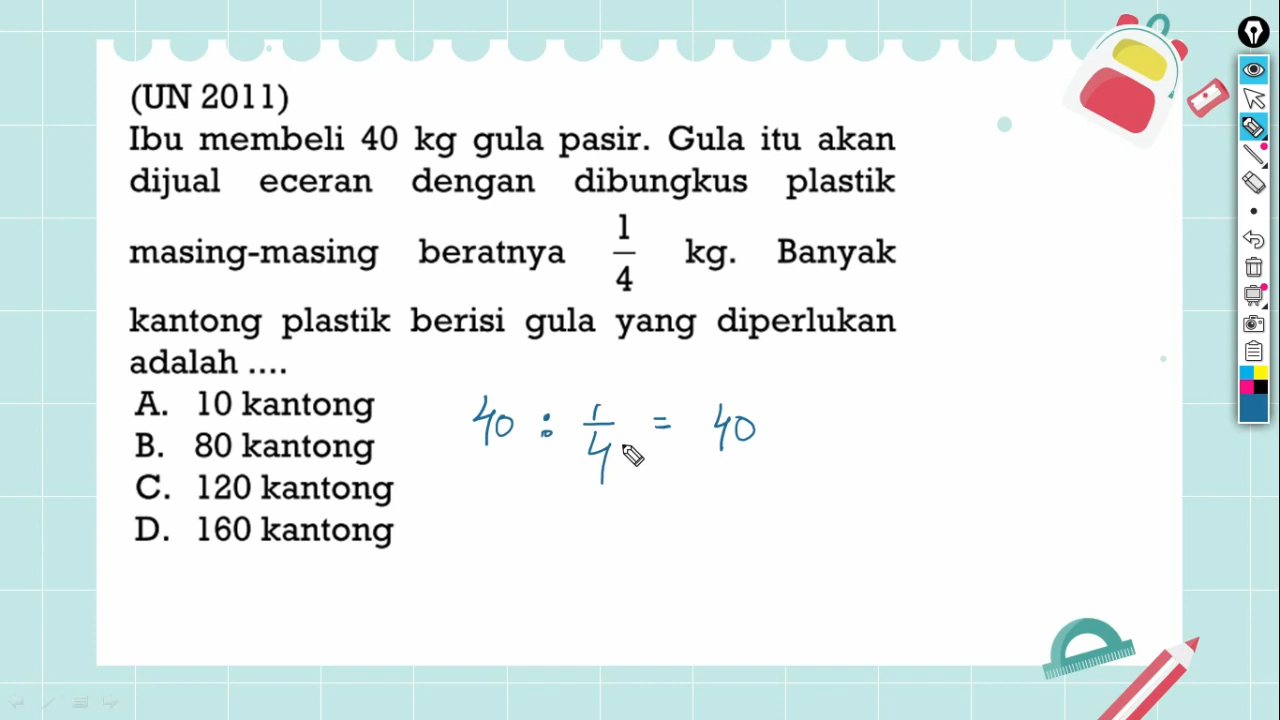 (UN 2011)
Ibu membeli 40 kg gula pasir. Gula itu akan
dijual eceran dengan dibungkus plastik
masing-masing beratnya 1/4 kg. Banyak
kantong plastik berisi gula yang diperlukan
adalah ....
A. 10 kantong
B. 80 kantong
C. 120 kantong
D. 160 kantong
40 : 1/4 = 40